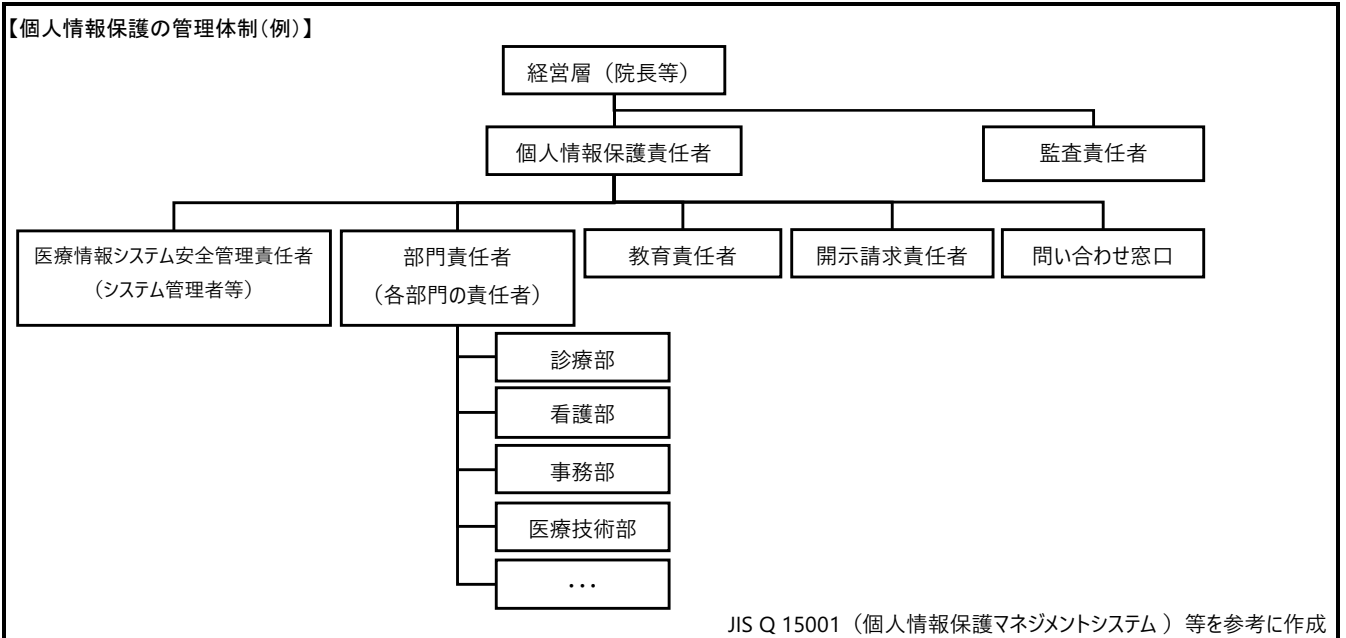 【個人情報保護の管理体制(例)】
経営層（院長等）
個人情報保護責任者
監査責任者
医療情報システム安全管理責任者
（システム管理者等）
部門責任者
（各部門の責任者）
教育責任者
開示請求責任者
問い合わせ窓口
診療部
看護部
事務部
医療技術部
・・・
JIS Q 15001（個人情報保護マネジメントシステム ）等を参考に作成